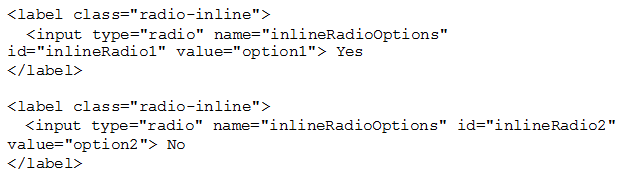 <label class="radio-inline">
  <input type="radio" name="inlineRadioOptions"
id="inlineRadio1" value="option1"> Yes
</label>

<label class="radio-inline">
  <input type="radio" name="inlineRadioOptions" id="inlineRadio2"
value="option2"> No
</label>